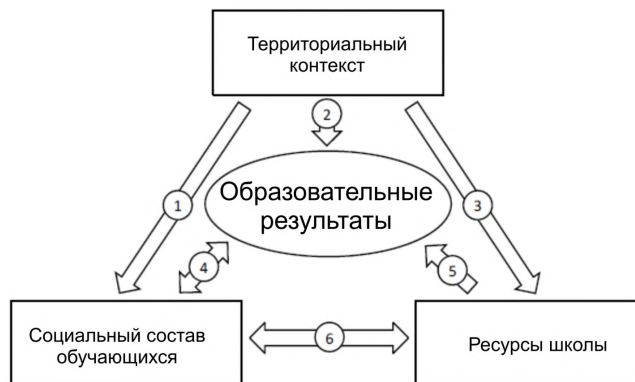 Территориальный
контекст
2
Образовательные
результаты
1
3
4
5
Социальный состав
обучающихся
6
Ресурсы школы